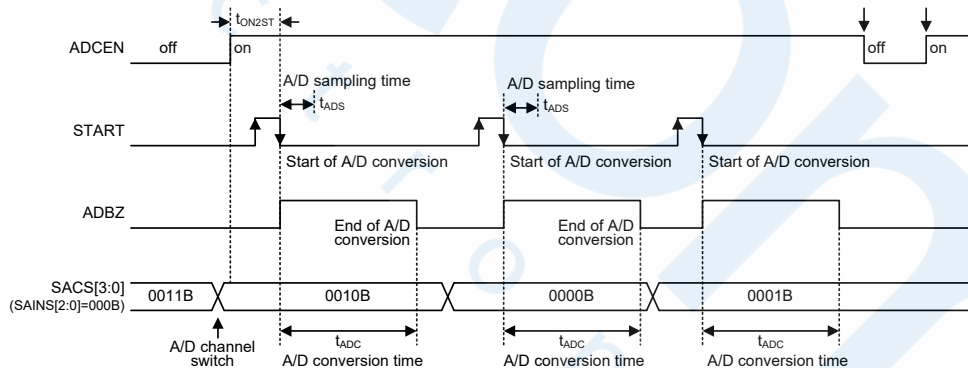 tON2ST
ADCEN
off
on
off
on
A/D sampling time
A/D sampling time
tADS
tADS
START
Start of A/D conversion
Start of A/D conversion
Start of A/D conversion
ADBZ
End of A/D
conversion
End of A/D
conversion
SACS[3:0]
(SAINS[2:0]=000B)
0011B
0010B
0000B
0001B
A/D channel
switch
tADC
A/D conversion time
tADC
A/D conversion time
tADC
A/D conversion time